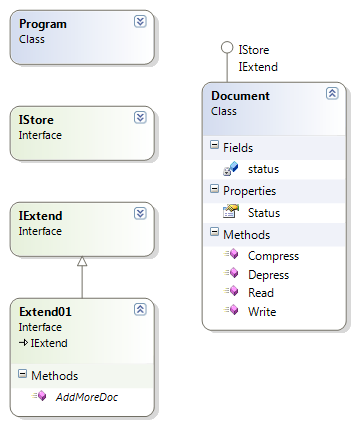 Program
Class
IStore
Interface
IExtend
Interface
Extend01
Interface
IExtend
Methods
AddMoreDoc
IStore
IExtend
Document
Class
Fields
status
Properties
Status
Methods
Compress
Depress
Read
Write